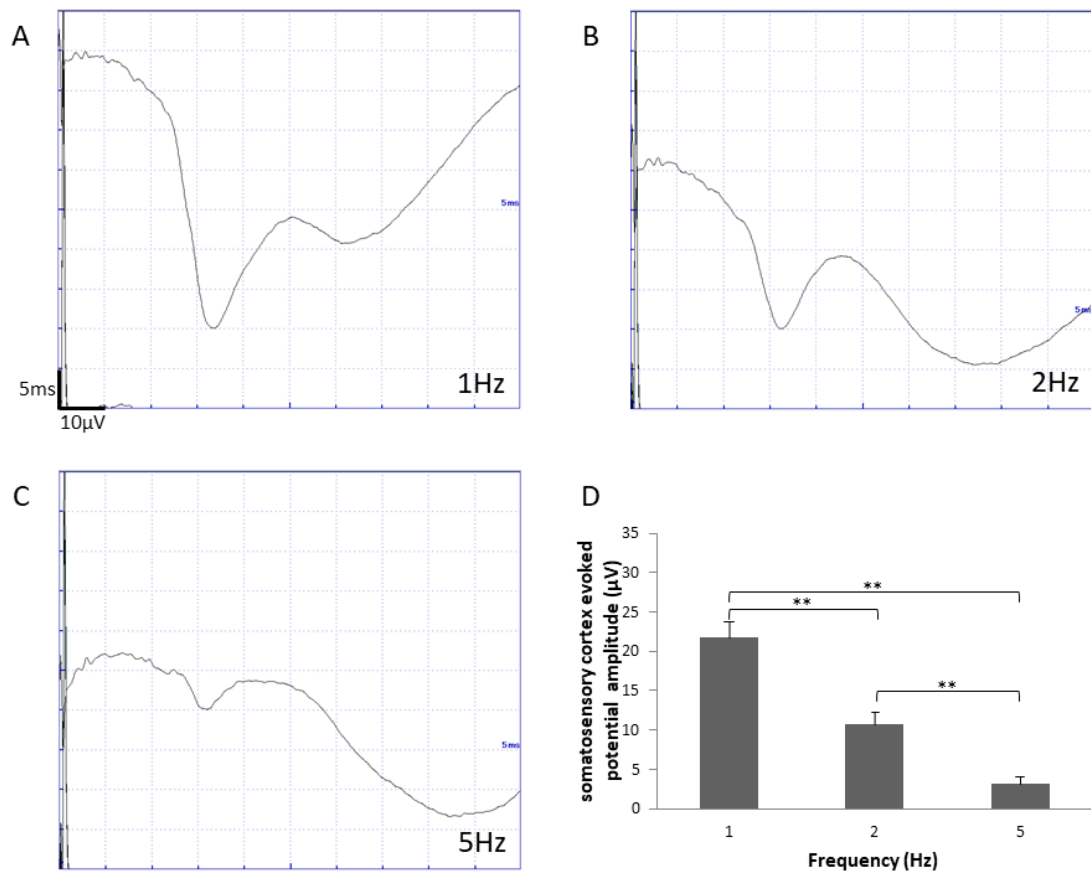 A
5ms
5ms
10µV
1Hz
B
5ms
2Hz
C
5ms
5Hz
D
somatosensory cortex evoked
potential amplitude (µV)
35
30
25
20
15
10
5
0
**
**
**
1
2
5
Frequency (Hz)